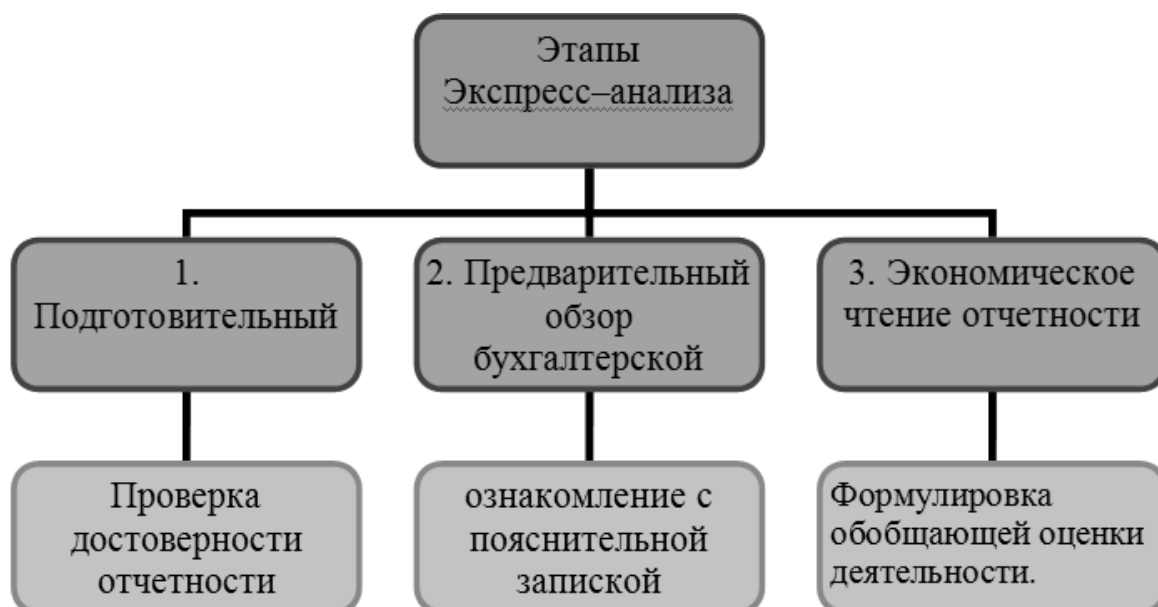 Этапы
Экспресс–анализа
1.
Подготовительный
2. Предварительный
обзор
бухгалтерской
3. Экономическое
чтение отчетности
Проверка
достоверности
отчетности
ознакомление с
пояснительной
запиской
Формулировка
обобщающей оценки
деятельности.